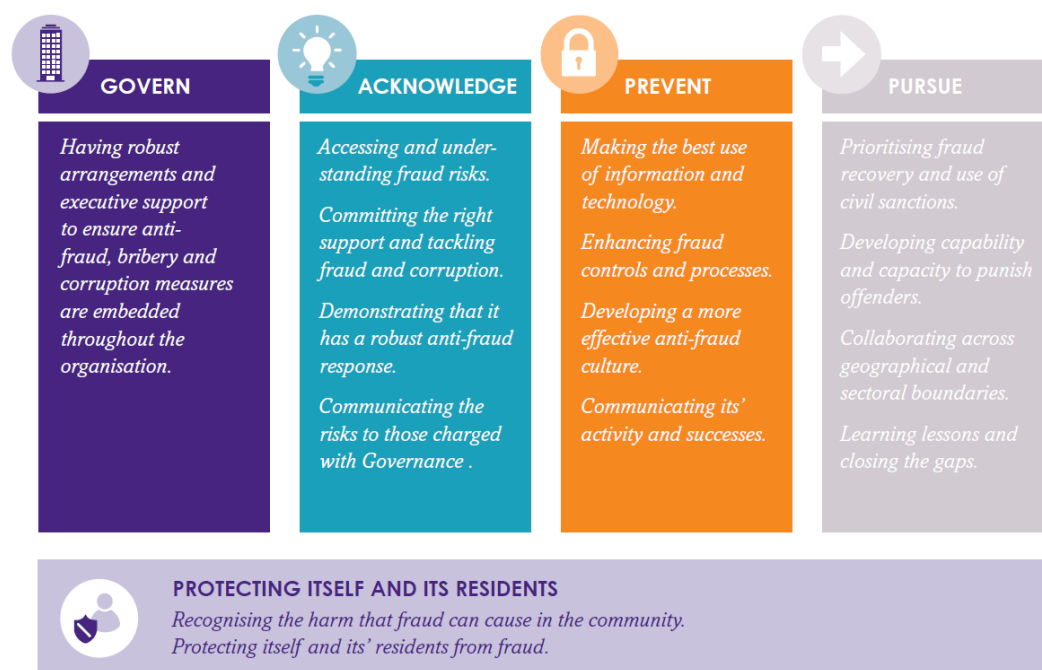 GOVERN
Having robust
arrangements and
executive support
to ensure anti-
fraud, bribery and
corruption measures
are embedded
throughout the
organisation.
ACKNOWLEDGE
Accessing and under-
standing fraud risks.
Committing the right
support and tackling
fraud and corruption.
Demonstrating that it
has a robust anti-fraud
response.
Communicating the
risks to those charged
with Governance .
PREVENT
Making the best use
of information and
technology.
Enhancing fraud
controls and processes.
Developing a more
effective anti-fraud
culture.
Communicating its’
activity and successes.
PURSUE
Prioritising fraud
recovery and use of
civil sanctions.
Developing capability
and capacity to punish
offenders.
Collaborating across
geographical and
sectoral boundaries.
Learning lessons and
closing the gaps.
PROTECTING ITSELF AND ITS RESIDENTS
Recognising the harm that fraud can cause in the community.
Protecting itself and its’ residents from fraud.